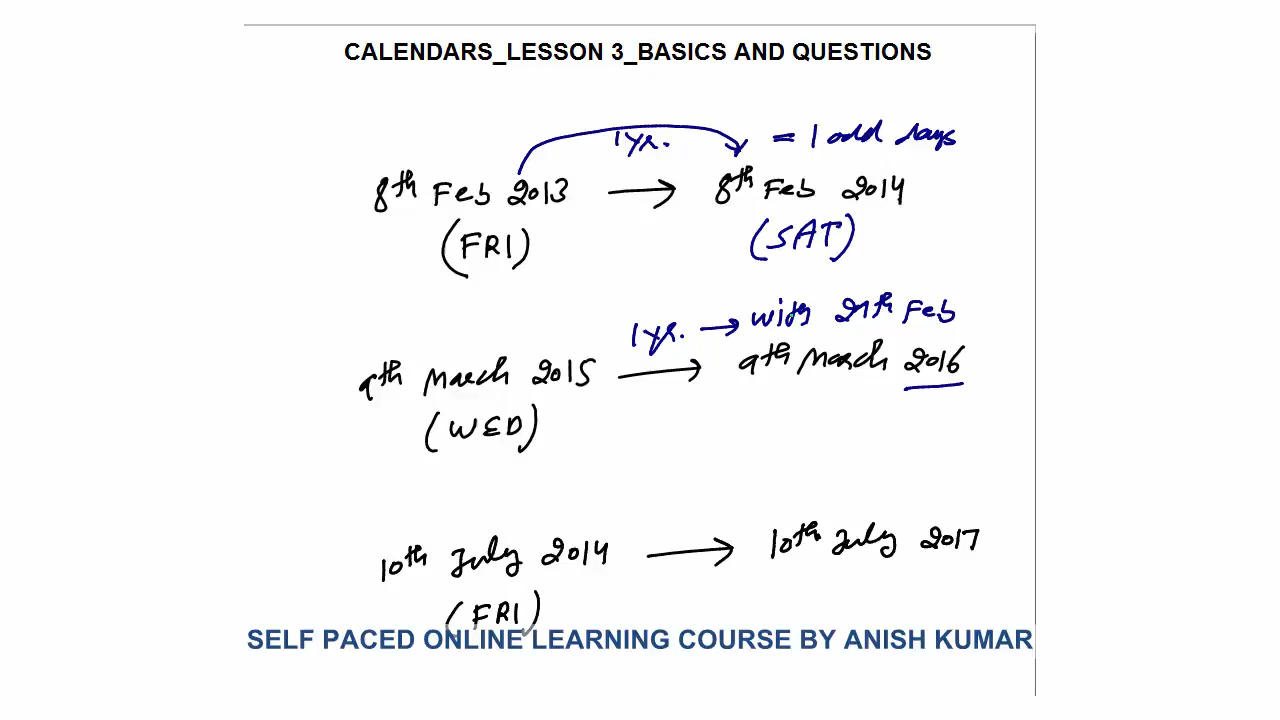 CALENDARS_LESSON 3_BASICS AND QUESTIONS
1yr. = 1 odd days
8th Feb 2013 → 8th Feb 2014
(FRI) (SAT)
1yr. → with 29th Feb
9th March 2015 → 9th March 2016
(WED)
10th July 2014 → 10th July 2017
(FRI)
SELF PACED ONLINE LEARNING COURSE BY ANISH KUMAR